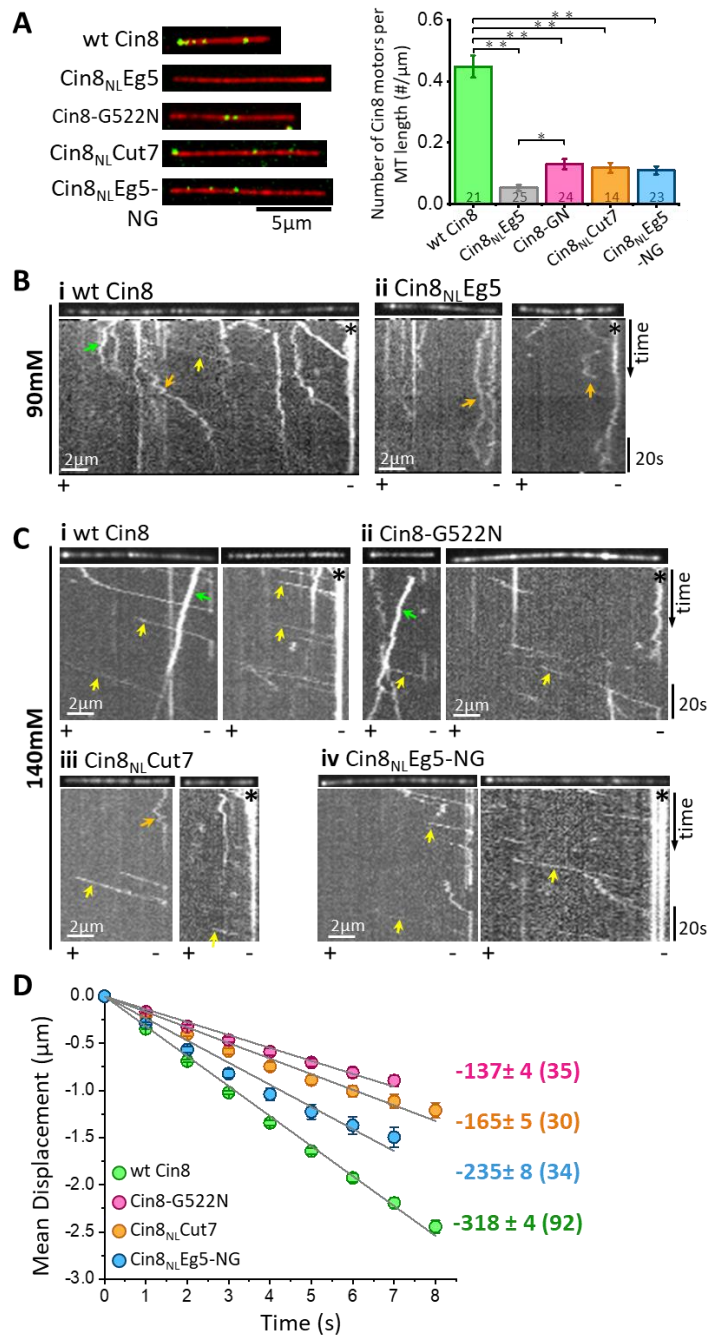 A
wt Cin8
Cin8NLEg5
Cin8-G522N
Cin8NLCut7
Cin8NLEg5-
NG
5µm
Number of Cin8 motors per
MT length (#/µm)
0.6
0.4
0.2
0.0
* *
* *
* *
* *
*
21
25
24
14
23
wt Cin8
Cin8NLEg5
Cin8-GN
Cin8NLCut7
Cin8NLEg5
-NG
B
90mM
i wt Cin8
*
2µm
+
-
ii Cin8NLEg5
*
time
2µm
20s
+
-
C
140mM
i wt Cin8
*
2µm
+
-
ii Cin8-G522N
*
time
2µm
20s
+
-
iii Cin8NLCut7
*
2µm
+
-
iv Cin8NLEg5-NG
*
time
2µm
20s
+
-
D
Mean Displacement (µm)
0.0
-0.5
-1.0
-1.5
-2.0
-2.5
-3.0
wt Cin8
Cin8-G522N
Cin8NLCut7
Cin8NLEg5-NG
-137± 4 (35)
-165± 5 (30)
-235± 8 (34)
-318 ± 4 (92)
0 1 2 3 4 5 6 7 8
Time (s)